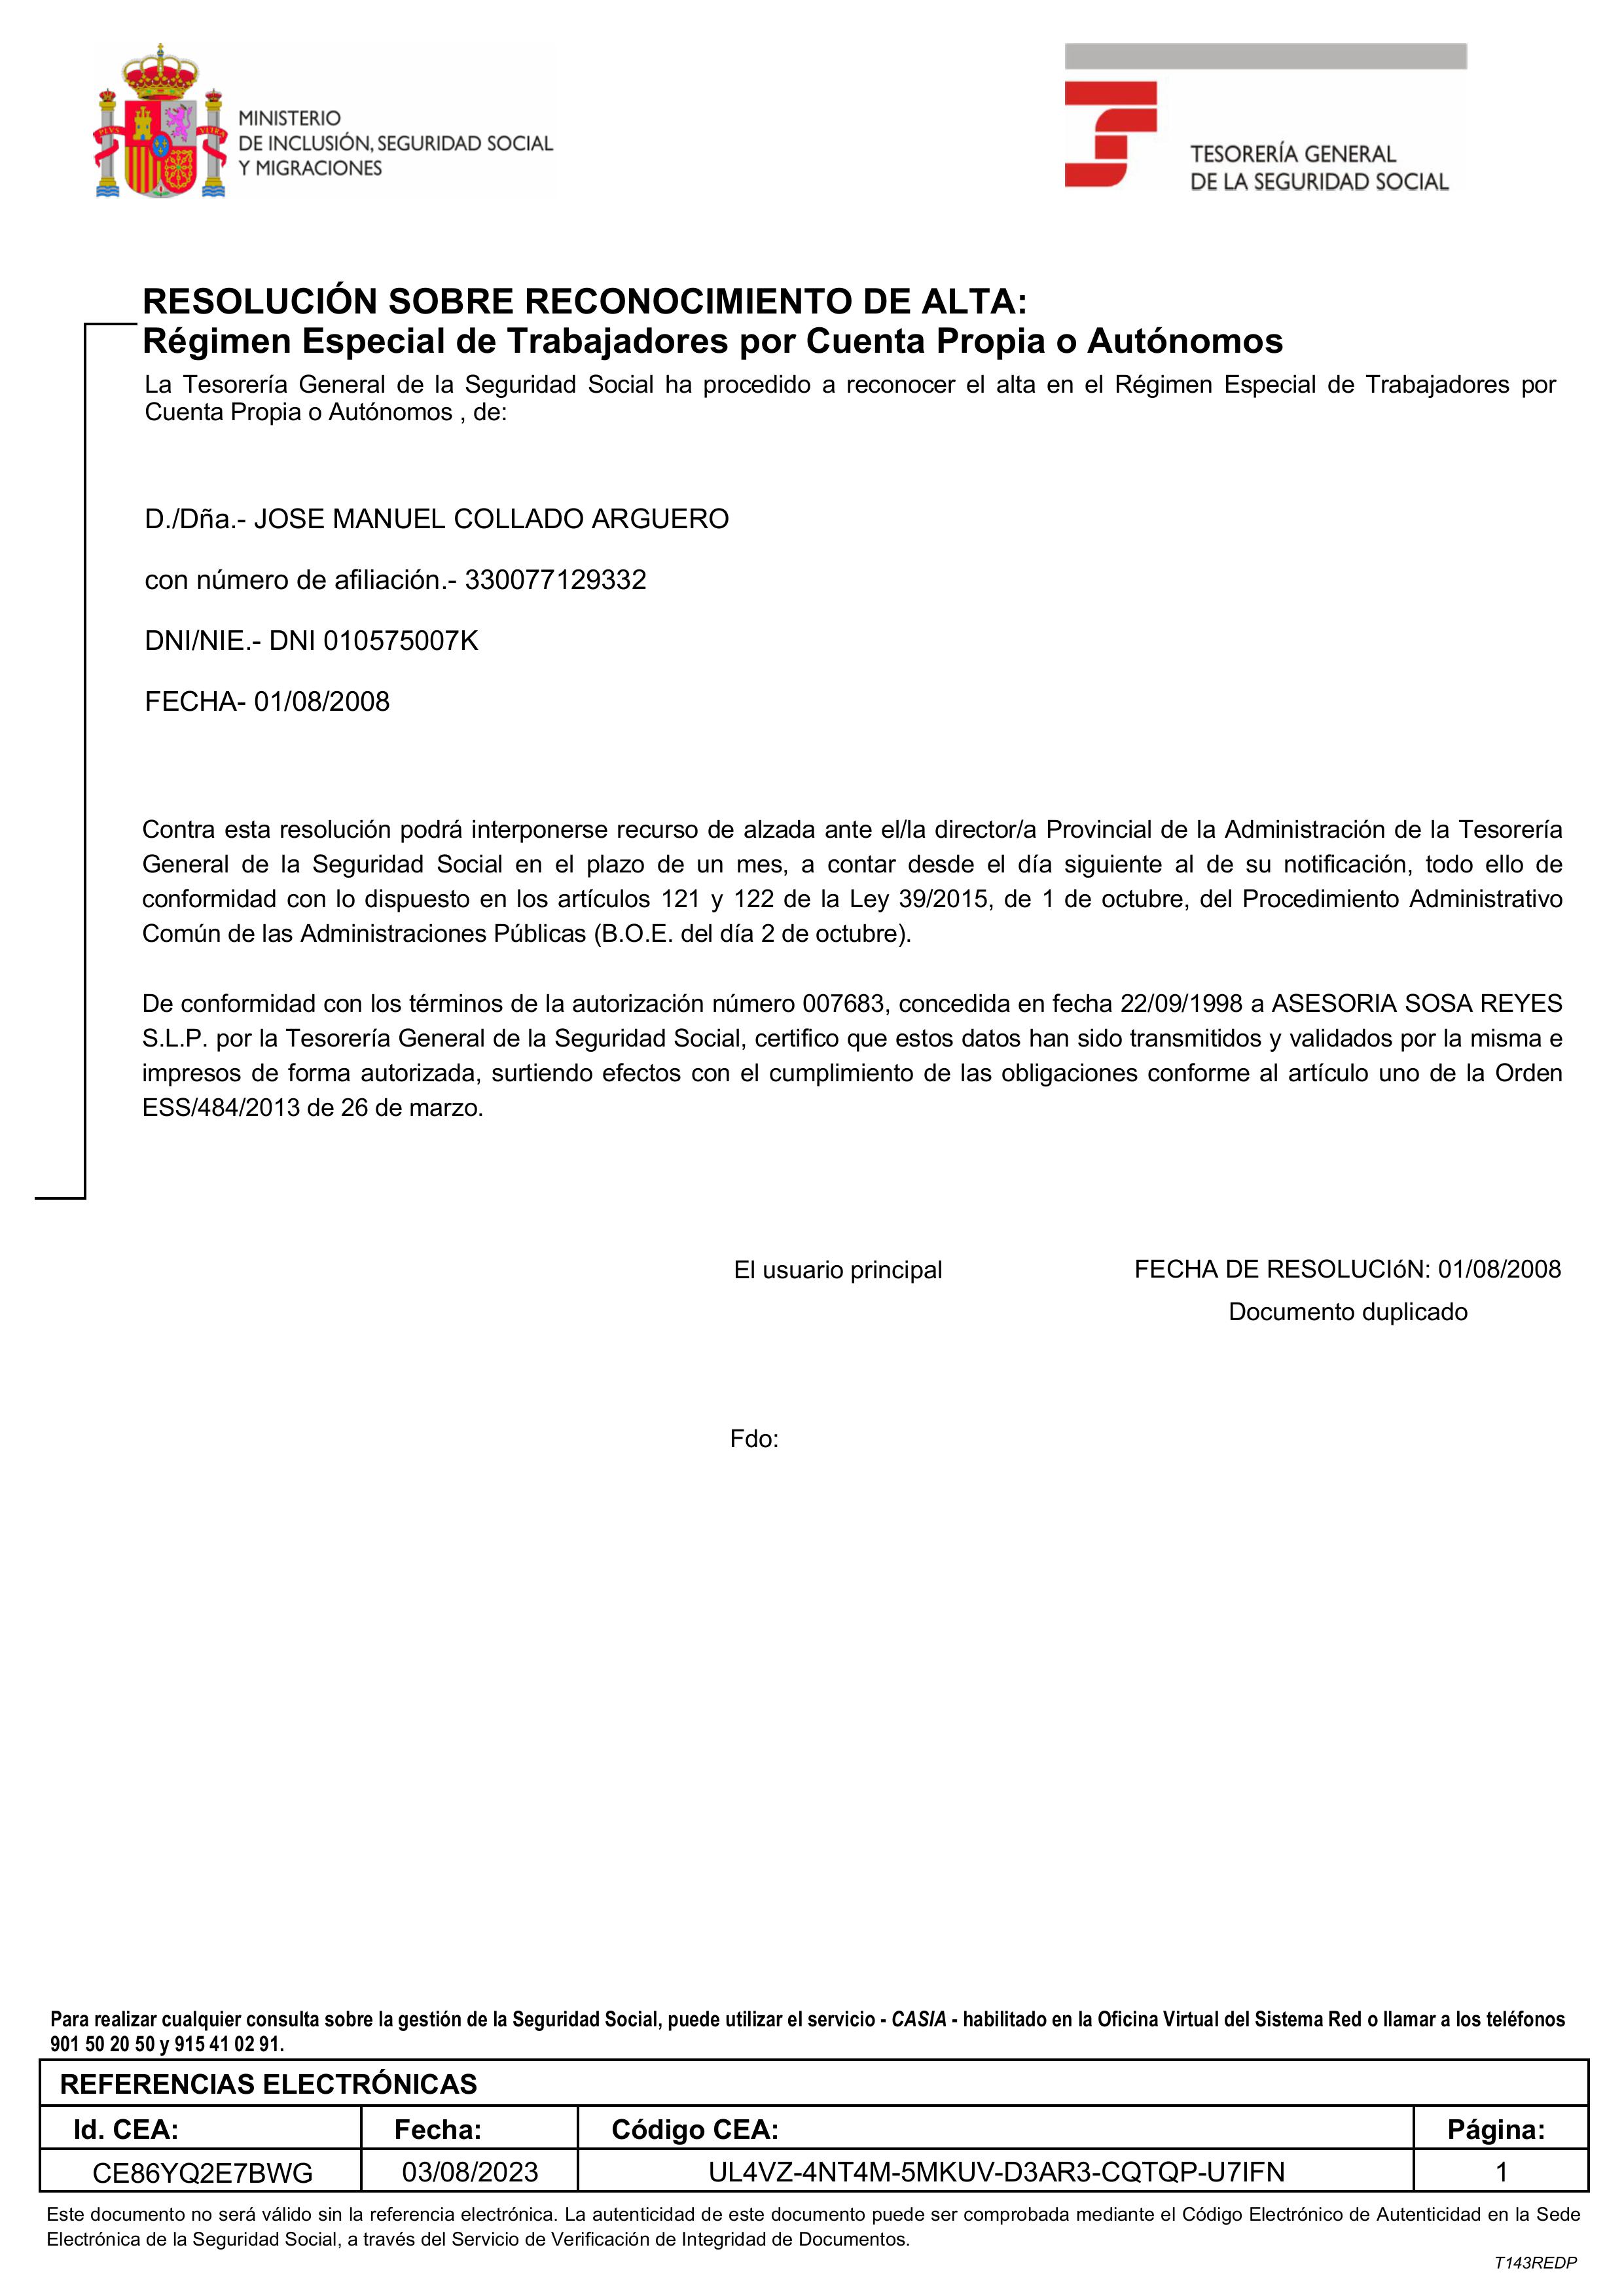 MINISTERIO
DE INCLUSIÓN, SEGURIDAD SOCIAL
Y MIGRACIONES
TESORERÍA GENERAL
DE LA SEGURIDAD SOCIAL
RESOLUCIÓN SOBRE RECONOCIMIENTO DE ALTA:
Régimen Especial de Trabajadores por Cuenta Propia o Autónomos
La Tesorería General de la Seguridad Social ha procedido a reconocer el alta en el Régimen Especial de Trabajadores por
Cuenta Propia o Autónomos , de:
D./Dña.- JOSE MANUEL COLLADO ARGUERO
con número de afiliación.- 330077129332
DNI/NIE.- DNI 010575007K
FECHA- 01/08/2008
Contra esta resolución podrá interponerse recurso de alzada ante el/la director/a Provincial de la Administración de la Tesorería
General de la Seguridad Social en el plazo de un mes, a contar desde el día siguiente al de su notificación, todo ello de
conformidad con lo dispuesto en los artículos 121 y 122 de la Ley 39/2015, de 1 de octubre, del Procedimiento Administrativo
Común de las Administraciones Públicas (B.O.E. del día 2 de octubre).
De conformidad con los términos de la autorización número 007683, concedida en fecha 22/09/1998 a ASESORIA SOSA REYES
S.L.P. por la Tesorería General de la Seguridad Social, certifico que estos datos han sido transmitidos y validados por la misma e
impresos de forma autorizada, surtiendo efectos con el cumplimiento de las obligaciones conforme al artículo uno de la Orden
ESS/484/2013 de 26 de marzo.
El usuario principal
FECHA DE RESOLUCIóN: 01/08/2008
Documento duplicado
Fdo:
Para realizar cualquier consulta sobre la gestión de la Seguridad Social, puede utilizar el servicio - CASIA - habilitado en la Oficina Virtual del Sistema Red o llamar a los teléfonos
901 50 20 50 y 915 41 02 91.
REFERENCIAS ELECTRÓNICAS
Id. CEA: Fecha: Código CEA: Página:
CE86YQ2E7BWG 03/08/2023 UL4VZ-4NT4M-5MKUV-D3AR3-CQTQP-U7IFN 1
Este documento no será válido sin la referencia electrónica. La autenticidad de este documento puede ser comprobada mediante el Código Electrónico de Autenticidad en la Sede
Electrónica de la Seguridad Social, a través del Servicio de Verificación de Integridad de Documentos.
T143REDP